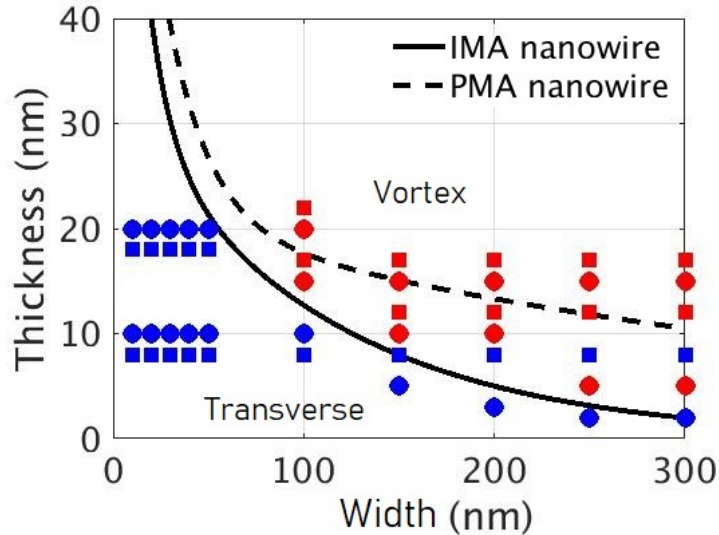 40
30
20
10
0
Thickness (nm)
IMA nanowire
PMA nanowire
Vortex
Transverse
0 100 200 300
Width (nm)